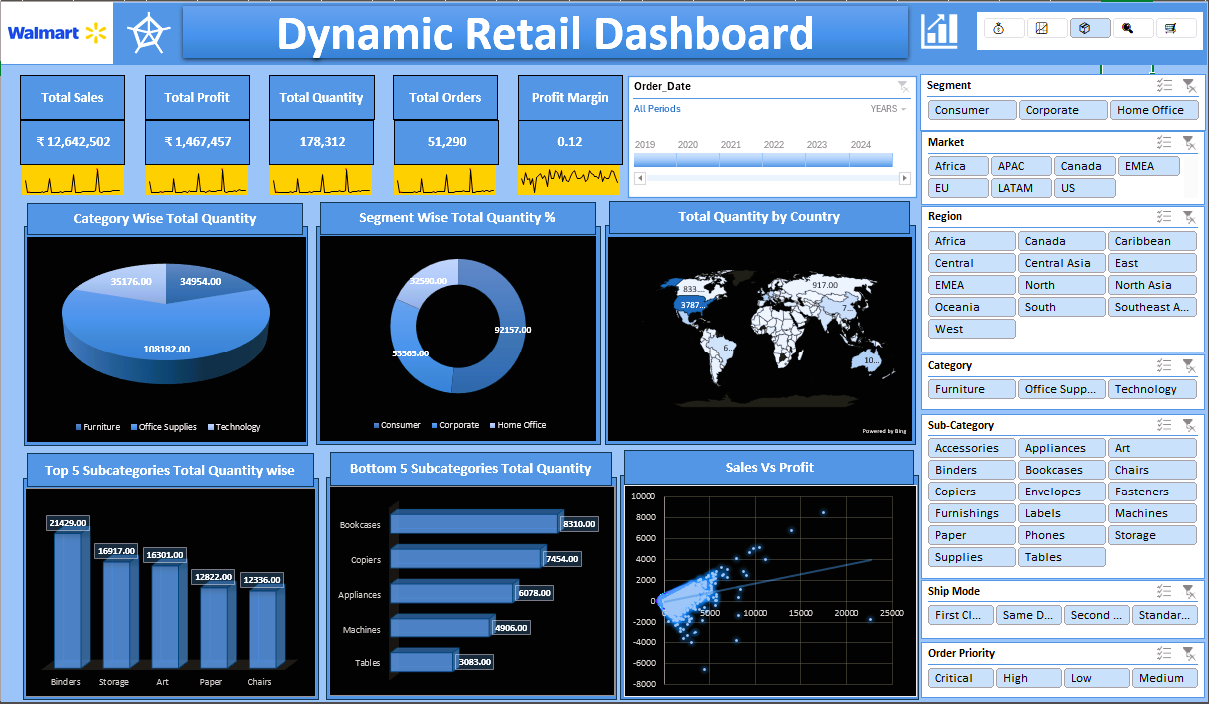 Walmart
Dynamic Retail Dashboard
Total Sales
₹ 12,642,502
Total Profit
₹ 1,467,457
Total Quantity
178,312
Total Orders
51,290
Profit Margin
0.12
Order_Date
All Periods
YEARS
2019 2020 2021 2022 2023 2024
Segment
Consumer Corporate Home Office
Market
Africa APAC Canada EMEA
EU LATAM US
Region
Africa Canada Caribbean
Central Central Asia East
EMEA North North Asia
Oceania South Southeast A...
West
Category
Furniture Office Supp... Technology
Sub-Category
Accessories Appliances Art
Binders Bookcases Chairs
Copiers Envelopes Fasteners
Furnishings Labels Machines
Paper Phones Storage
Supplies Tables
Ship Mode
First Cl... Same D... Second ... Standar...
Order Priority
Critical High Low Medium
Category Wise Total Quantity
35176.00 34954.00
108182.00
Furniture Office Supplies Technology
Segment Wise Total Quantity %
32590.00
92157.00
53565.00
Consumer Corporate Home Office
Total Quantity by Country
833... 917.00
3787... 7...
6... 10...
Powered by Bing
Top 5 Subcategories Total Quantity wise
21429.00
16917.00
16301.00
12822.00
12336.00
Binders Storage Art Paper Chairs
Bottom 5 Subcategories Total Quantity
Bookcases 8310.00
Copiers 7454.00
Appliances 6078.00
Machines 4906.00
Tables 3083.00
Sales Vs Profit
10000
8000
6000
4000
2000
0
-2000
-4000
-6000
-8000
0 5000 10000 15000 20000 25000